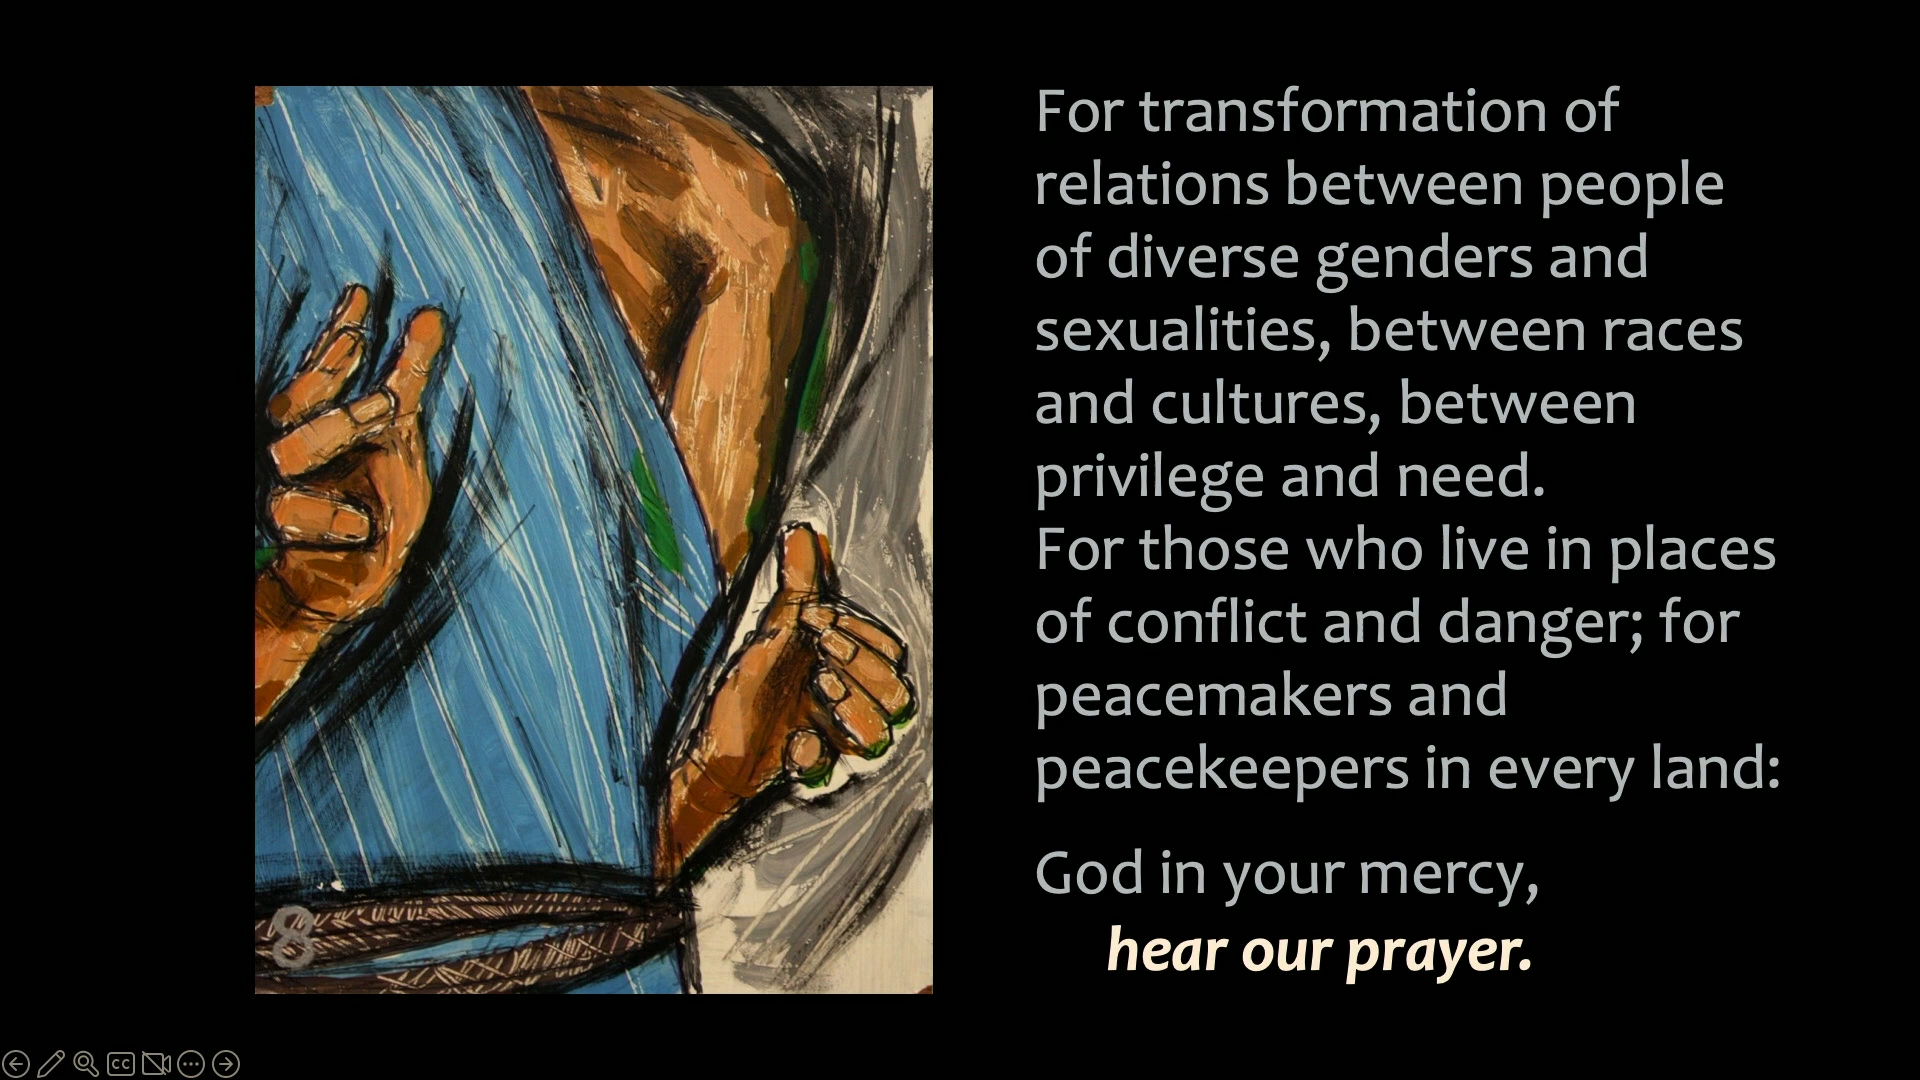 For transformation of
relations between people
of diverse genders and
sexualities, between races
and cultures, between
privilege and need.
For those who live in places
of conflict and danger; for
peacemakers and
peacekeepers in every land:
God in your mercy,
hear our prayer.
8
CC